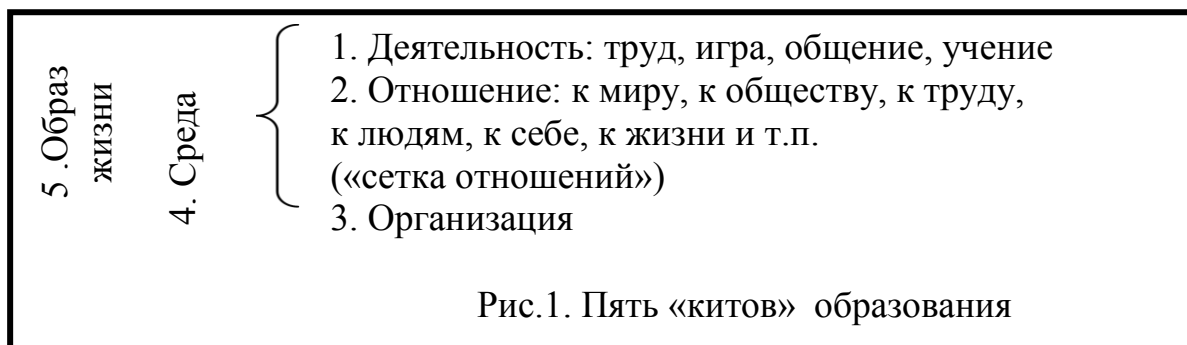 5 .Образ
жизни
4. Среда
1. Деятельность: труд, игра, общение, учение
2. Отношение: к миру, к обществу, к труду,
к людям, к себе, к жизни и т.п.
(«сетка отношений»)
3. Организация
Рис.1. Пять «китов» образования